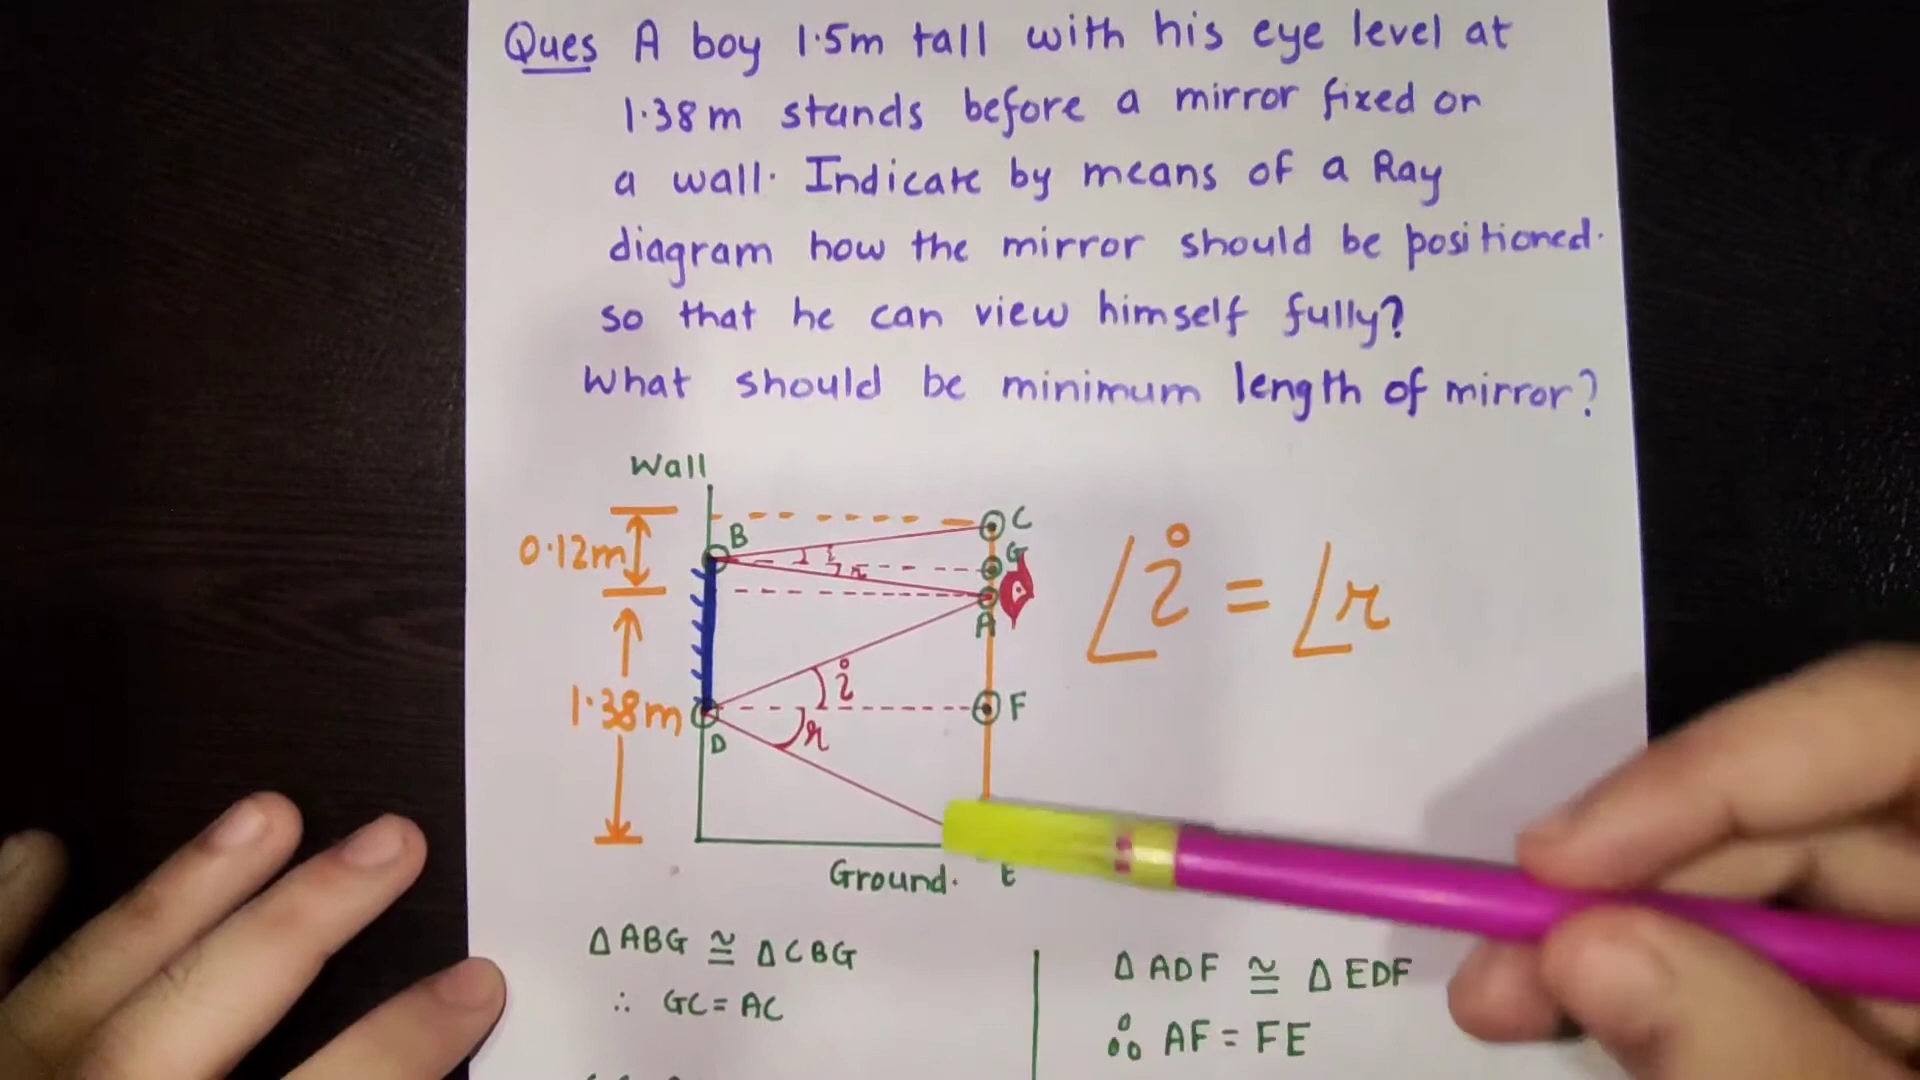 Ques A boy 1.5m tall with his eye level at
1.38m stands before a mirror fixed on
a wall. Indicate by means of a Ray
diagram how the mirror should be positioned.
so that he can view himself fully?
What should be minimum length of mirror?
Wall
B
C
0.12m
i
r
G
A
∠i = ∠r
i
1.38m
F
D
r
Ground.
E
Δ ABG ≅ Δ CBG
∴ GC = AC
Δ ADF ≅ Δ EDF
∴ AF = FE